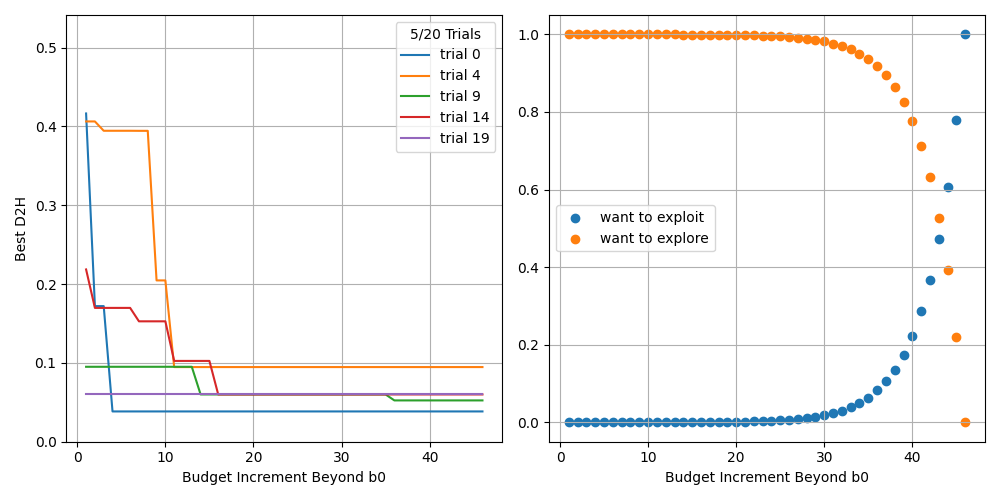 5/20 Trials
trial 0
trial 4
trial 9
trial 14
trial 19
Best D2H
0.5
0.4
0.3
0.2
0.1
0.0
0 10 20 30 40
Budget Increment Beyond b0
want to exploit
want to explore
1.0
0.8
0.6
0.4
0.2
0.0
0 10 20 30 40
Budget Increment Beyond b0